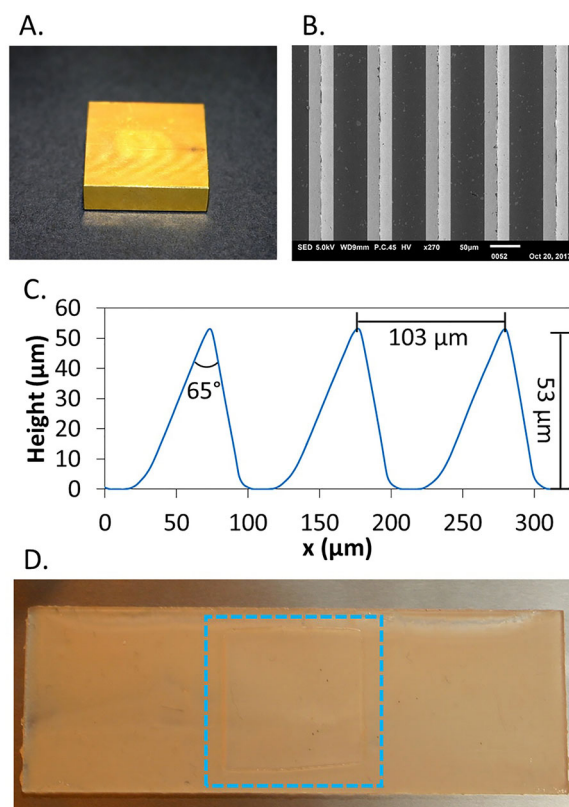 A.
B.
SED 5.0kV WD9mm P.C.45 HV x270 50µm
0052 Oct 20, 2017
C.
60
50
40
30
20
10
0
Height (µm)
65°
103 µm
53 µm
0 50 100 150 200 250 300
x (µm)
D.